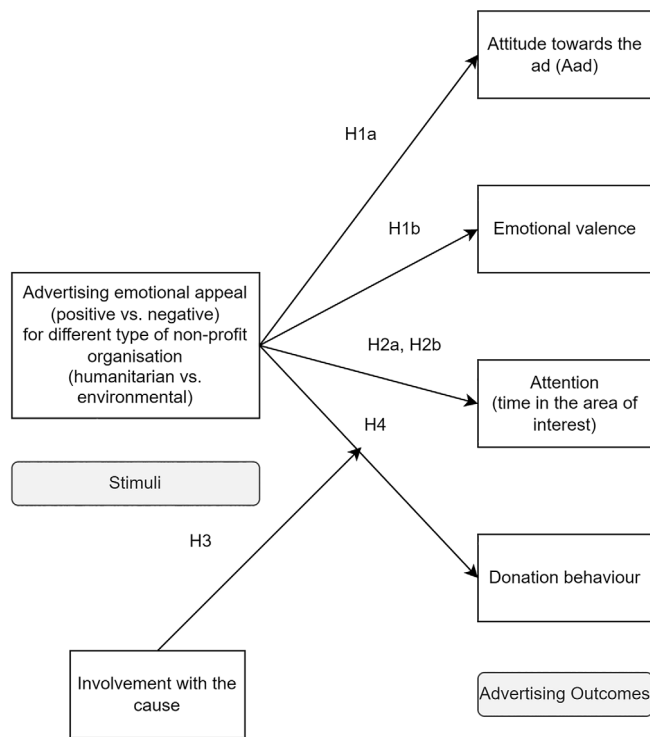 Attitude towards the
ad (Aad)
H1a
H1b
Emotional valence
Advertising emotional appeal
(positive vs. negative)
for different type of non-profit
organisation
(humanitarian vs.
environmental)
H2a, H2b
Attention
(time in the area of
interest)
H4
Stimuli
H3
Donation behaviour
Involvement with the
cause
Advertising Outcomes